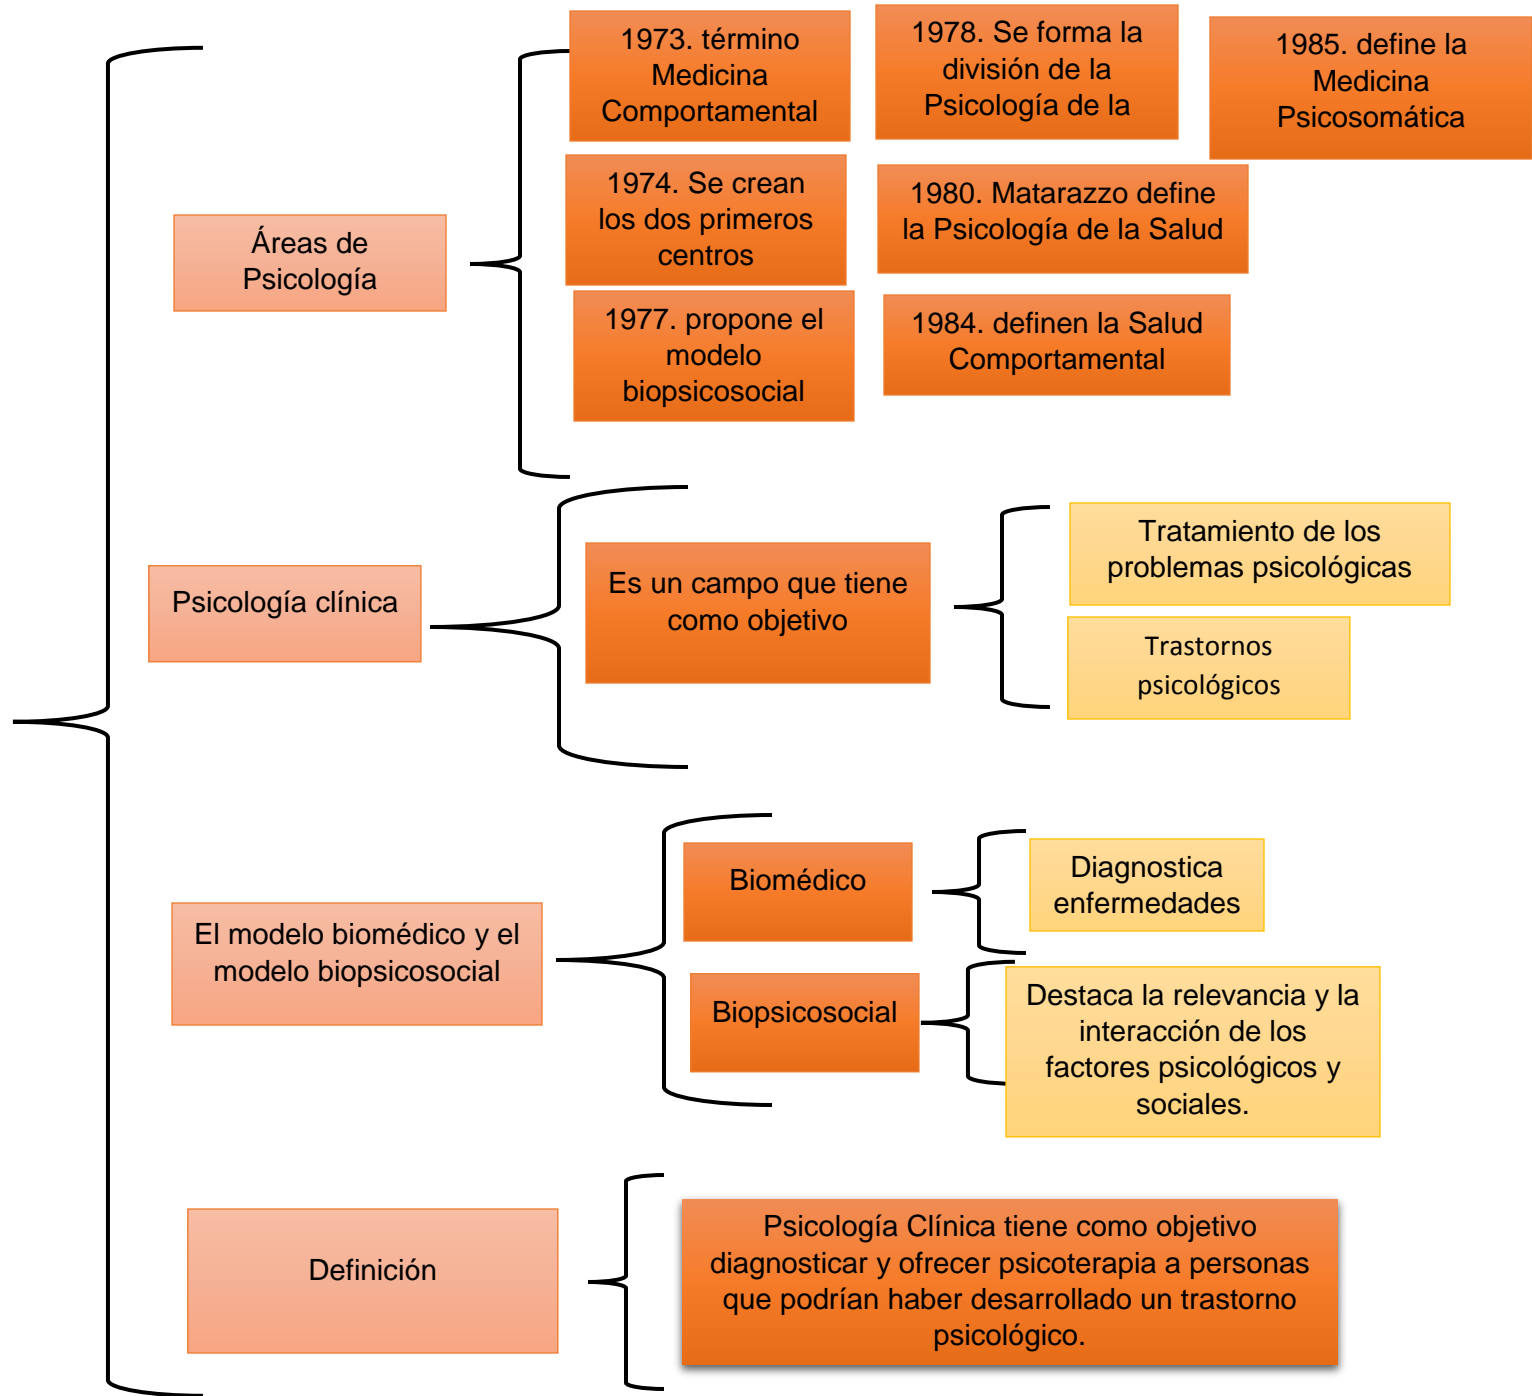 Áreas de
Psicología
1973. término
Medicina
Comportamental
1974. Se crean
los dos primeros
centros
1977. propone el
modelo
biopsicosocial
1978. Se forma la
división de la
Psicología de la
1980. Matarazzo define
la Psicología de la Salud
1984. definen la Salud
Comportamental
1985. define la
Medicina
Psicosomática
Psicología clínica
Es un campo que tiene
como objetivo
Tratamiento de los
problemas psicológicas
Trastornos
psicológicos
El modelo biomédico y el
modelo biopsicosocial
Biomédico
Diagnostica
enfermedades
Biopsicosocial
Destaca la relevancia y la
interacción de los
factores psicológicos y
sociales.
Definición
Psicología Clínica tiene como objetivo
diagnosticar y ofrecer psicoterapia a personas
que podrían haber desarrollado un trastorno
psicológico.